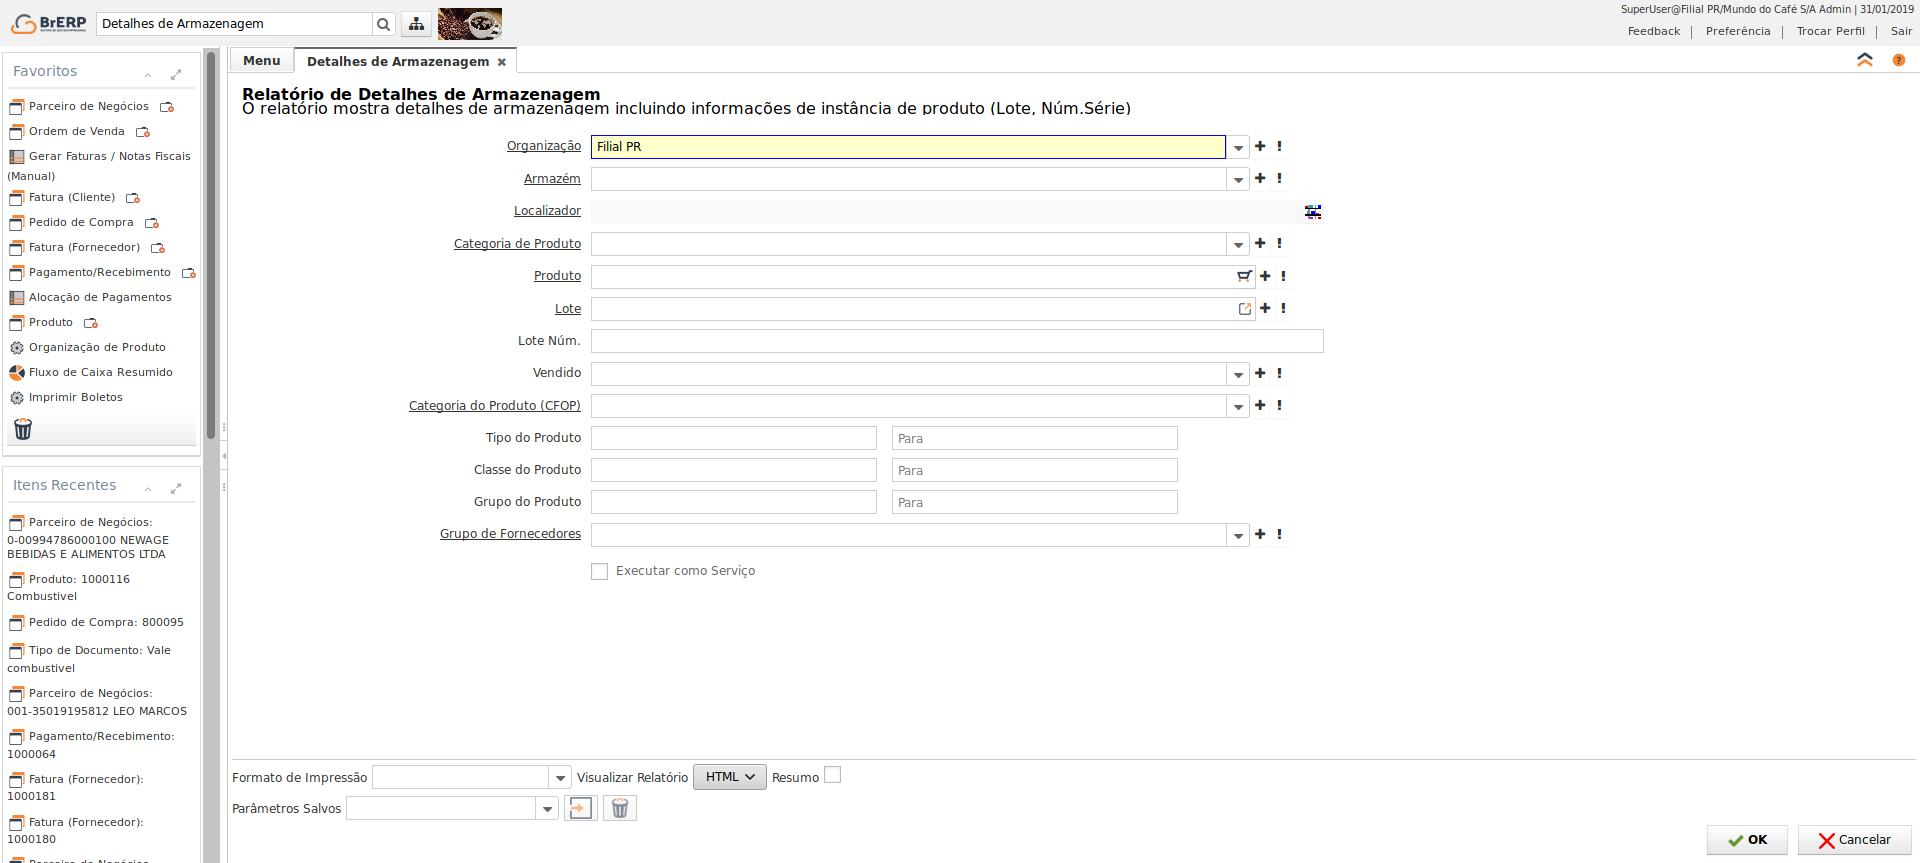 BrERP
Detalhes de Armazenagem
SuperUser@Filial PR/Mundo do Café S/A Admin | 31/01/2019
Feedback | Preferência | Trocar Perfil | Sair
Favoritos
Parceiro de Negócios
Ordem de Venda
Gerar Faturas / Notas Fiscais
(Manual)
Fatura (Cliente)
Pedido de Compra
Fatura (Fornecedor)
Pagamento/Recebimento
Alocação de Pagamentos
Produto
Organização de Produto
Fluxo de Caixa Resumido
Imprimir Boletos
Itens Recentes
Parceiro de Negócios:
0-00994786000100 NEWAGE
BEBIDAS E ALIMENTOS LTDA
Produto: 1000116
Combustivel
Pedido de Compra: 800095
Tipo de Documento: Vale
combustivel
Parceiro de Negócios:
001-35019195812 LEO MARCOS
Pagamento/Recebimento:
1000064
Fatura (Fornecedor):
1000181
Fatura (Fornecedor):
1000180
Parceiro de Negócios
Menu
Detalhes de Armazenagem
Relatório de Detalhes de Armazenagem
O relatório mostra detalhes de armazenagem incluindo informações de instância de produto (Lote, Núm.Série)
Organização Filial PR
Armazém
Localizador
Categoria de Produto
Produto
Lote
Lote Núm.
Vendido
Categoria do Produto (CFOP)
Tipo do Produto Para
Classe do Produto Para
Grupo do Produto Para
Grupo de Fornecedores
Executar como Serviço
Formato de Impressão Visualizar Relatório HTML Resumo
Parâmetros Salvos
OK Cancelar